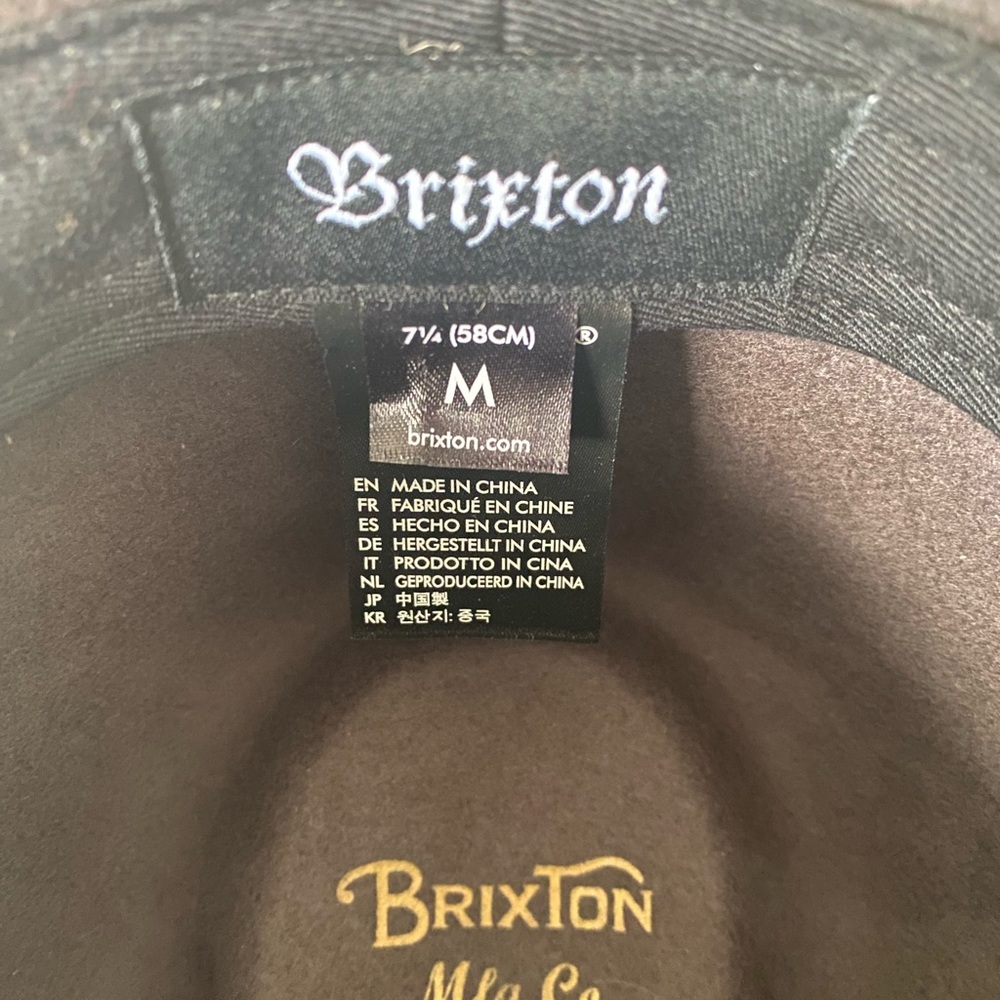 Brixton
7¼ (58CM) ®
M
brixton.com
EN MADE IN CHINA
FR FABRIQUÉ EN CHINE
ES HECHO EN CHINA
DE HERGESTELLT IN CHINA
IT PRODOTTO IN CINA
NL GEPRODUCEERD IN CHINA
JP 中国製
KR 원산지: 중국
BRIXTON
Mfg Co